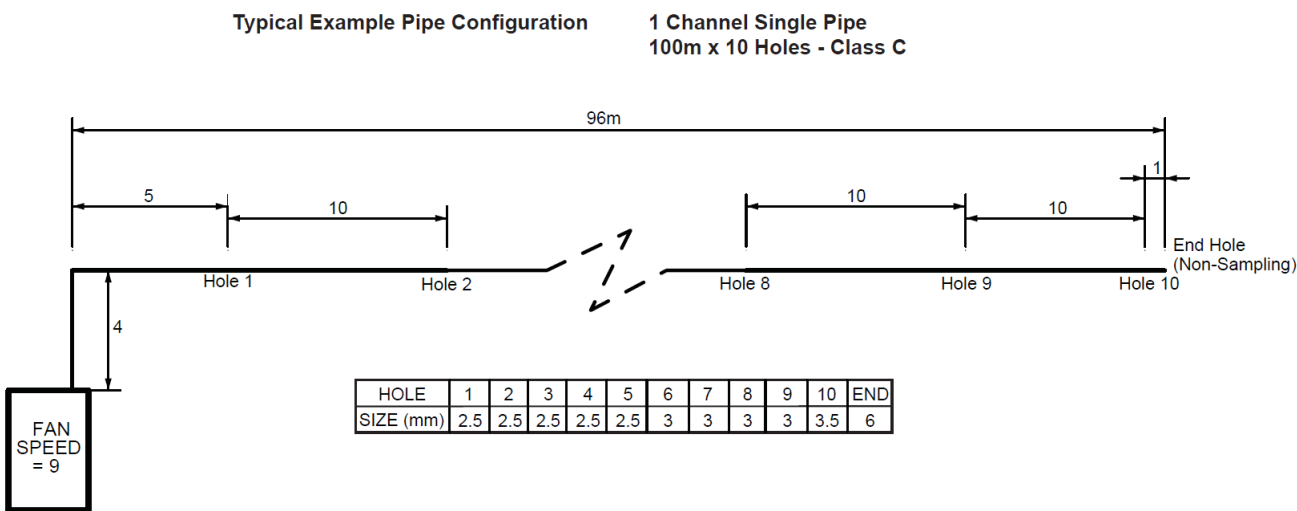 Typical Example Pipe Configuration 1 Channel Single Pipe
100m x 10 Holes - Class C
96m
5
10
10
10
1
End Hole
(Non-Sampling)
Hole 1
Hole 2
Hole 8
Hole 9
Hole 10
4
FAN
SPEED
= 9
HOLE 1 2 3 4 5 6 7 8 9 10 END
SIZE (mm) 2.5 2.5 2.5 2.5 2.5 3 3 3 3 3.5 6